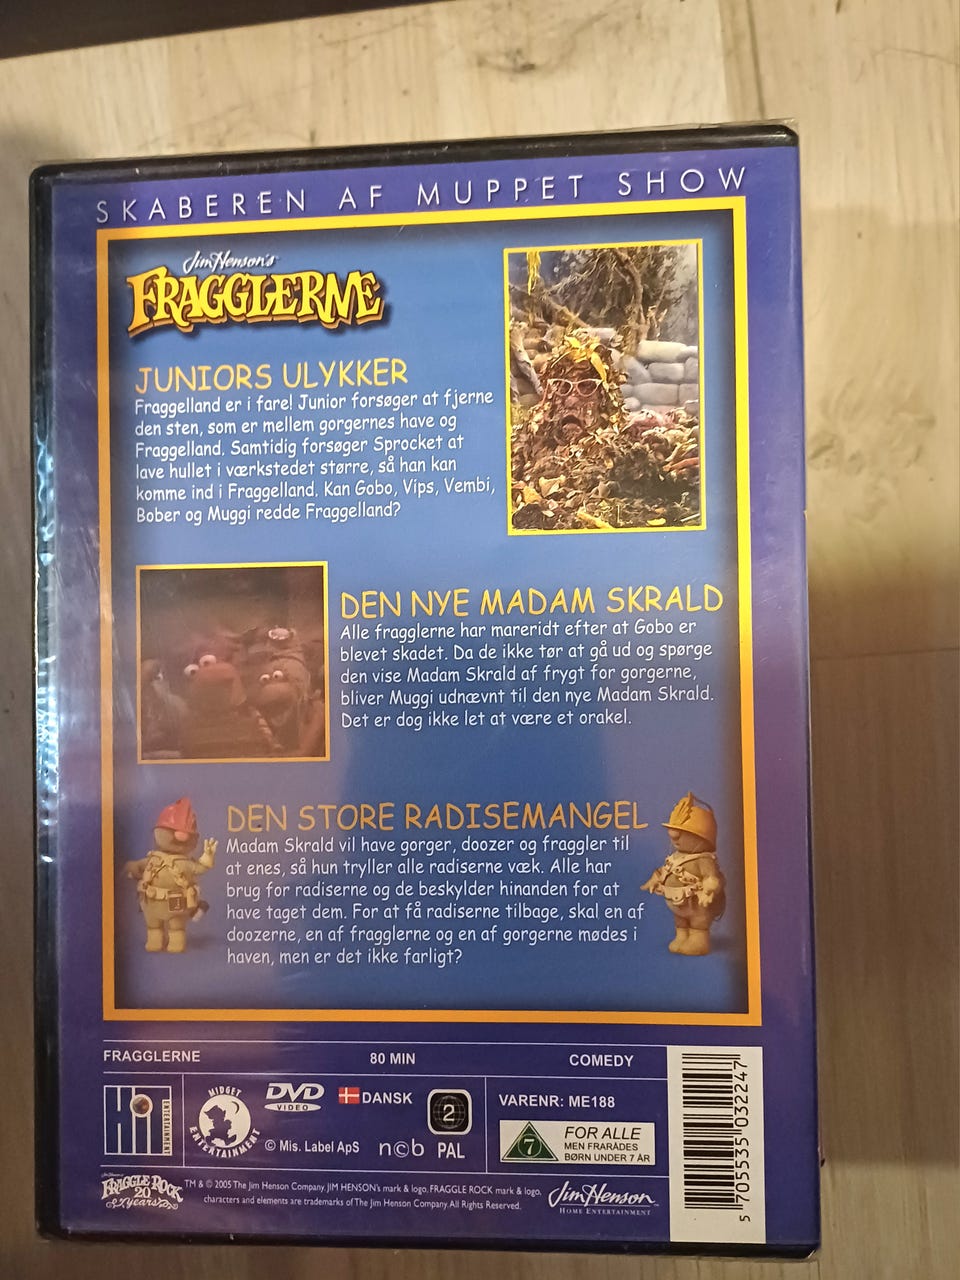 SKABEREN AF MUPPET SHOW
Jim Henson's
FRAGGLERNE
JUNIORS ULYKKER
Fraggelland er i fare! Junior forsøger at fjerne
den sten, som er mellem gorgernes have og
Fraggelland. Samtidig forsøger Sprocket at
lave hullet i værkstedet større, så han kan
komme ind i Fraggelland. Kan Gobo, Vips, Vembi,
Bober og Muggi redde Fraggelland?
DEN NYE MADAM SKRALD
Alle fragglerne har mareridt efter at Gobo er
blevet skadet. Da de ikke tør at gå ud og spørge
den vise Madam Skrald af frygt for gorgerne,
bliver Muggi udnævnt til den nye Madam Skrald.
Det er dog ikke let at være et orakel.
DEN STORE RADISEMANGEL
Madam Skrald vil have gorger, doozer og fraggler til
at enes, så hun tryller alle radiserne væk. Alle har
brug for radiserne og de beskylder hinanden for at
have taget dem. For at få radiserne tilbage, skal en af
doozerne, en af fragglerne og en af gorgerne mødes i
haven, men er det ikke farligt?
FRAGGLERNE 80 MIN COMEDY
ENTERTAINMENT
MIDGET ENTERTAINMENT
DVD VIDEO
DANSK
2
© Mis. Label ApS ncb PAL
VARENR: ME188
7 FOR ALLE
MEN FRARÅDES
BØRN UNDER 7 ÅR
FRAGGLE ROCK
20 years
TM & © 2005 The Jim Henson Company. JIM HENSON's mark & logo, FRAGGLE ROCK mark & logo,
characters and elements are trademarks of The Jim Henson Company. All Rights Reserved.
Jim Henson
HOME ENTERTAINMENT
5 705535 032247